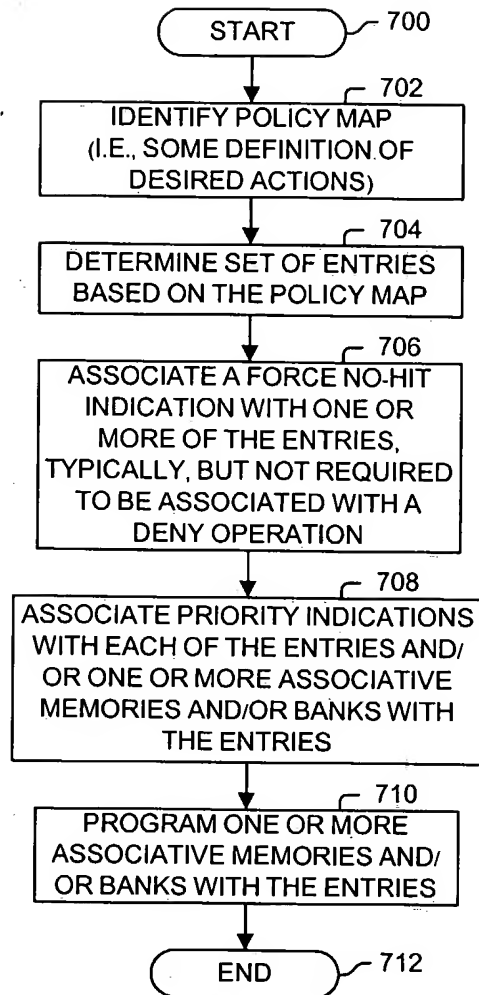 START
700
702
IDENTIFY POLICY MAP
(I.E., SOME DEFINITION OF
DESIRED ACTIONS)
704
DETERMINE SET OF ENTRIES
BASED ON THE POLICY MAP
706
ASSOCIATE A FORCE NO-HIT
INDICATION WITH ONE OR
MORE OF THE ENTRIES,
TYPICALLY, BUT NOT REQUIRED
TO BE ASSOCIATED WITH A
DENY OPERATION
708
ASSOCIATE PRIORITY INDICATIONS
WITH EACH OF THE ENTRIES AND/
OR ONE OR MORE ASSOCIATIVE
MEMORIES AND/OR BANKS WITH
THE ENTRIES
710
PROGRAM ONE OR MORE
ASSOCIATIVE MEMORIES AND/
OR BANKS WITH THE ENTRIES
END
712